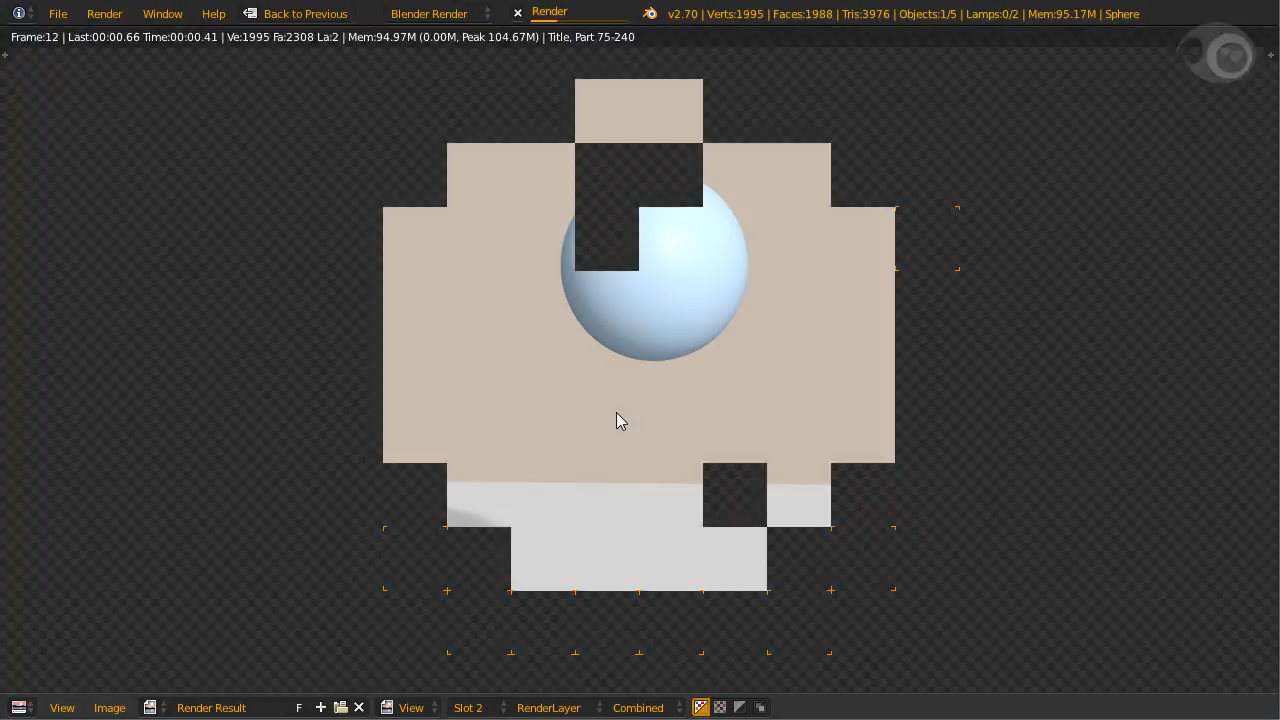 File Render Window Help Back to Previous Blender Render Render v2.70 | Verts:1995 | Faces:1988 | Tris:3976 | Objects:1/5 | Lamps:0/2 | Mem:95.17M | Sphere
Frame:12 | Last:00:00.66 Time:00:00.41 | Ve:1995 Fa:2308 La:2 | Mem:94.97M (0.00M, Peak 104.67M) | Title, Part 75-240
View Image Render Result F View Slot 2 RenderLayer Combined